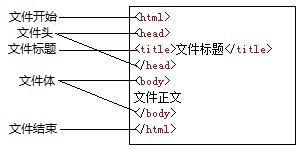 文件开始 <html>
文件头 <head>
文件标题 <title>文件标题</title>
</head>
文件体 <body>
文件正文
</body>
文件结束 </html>